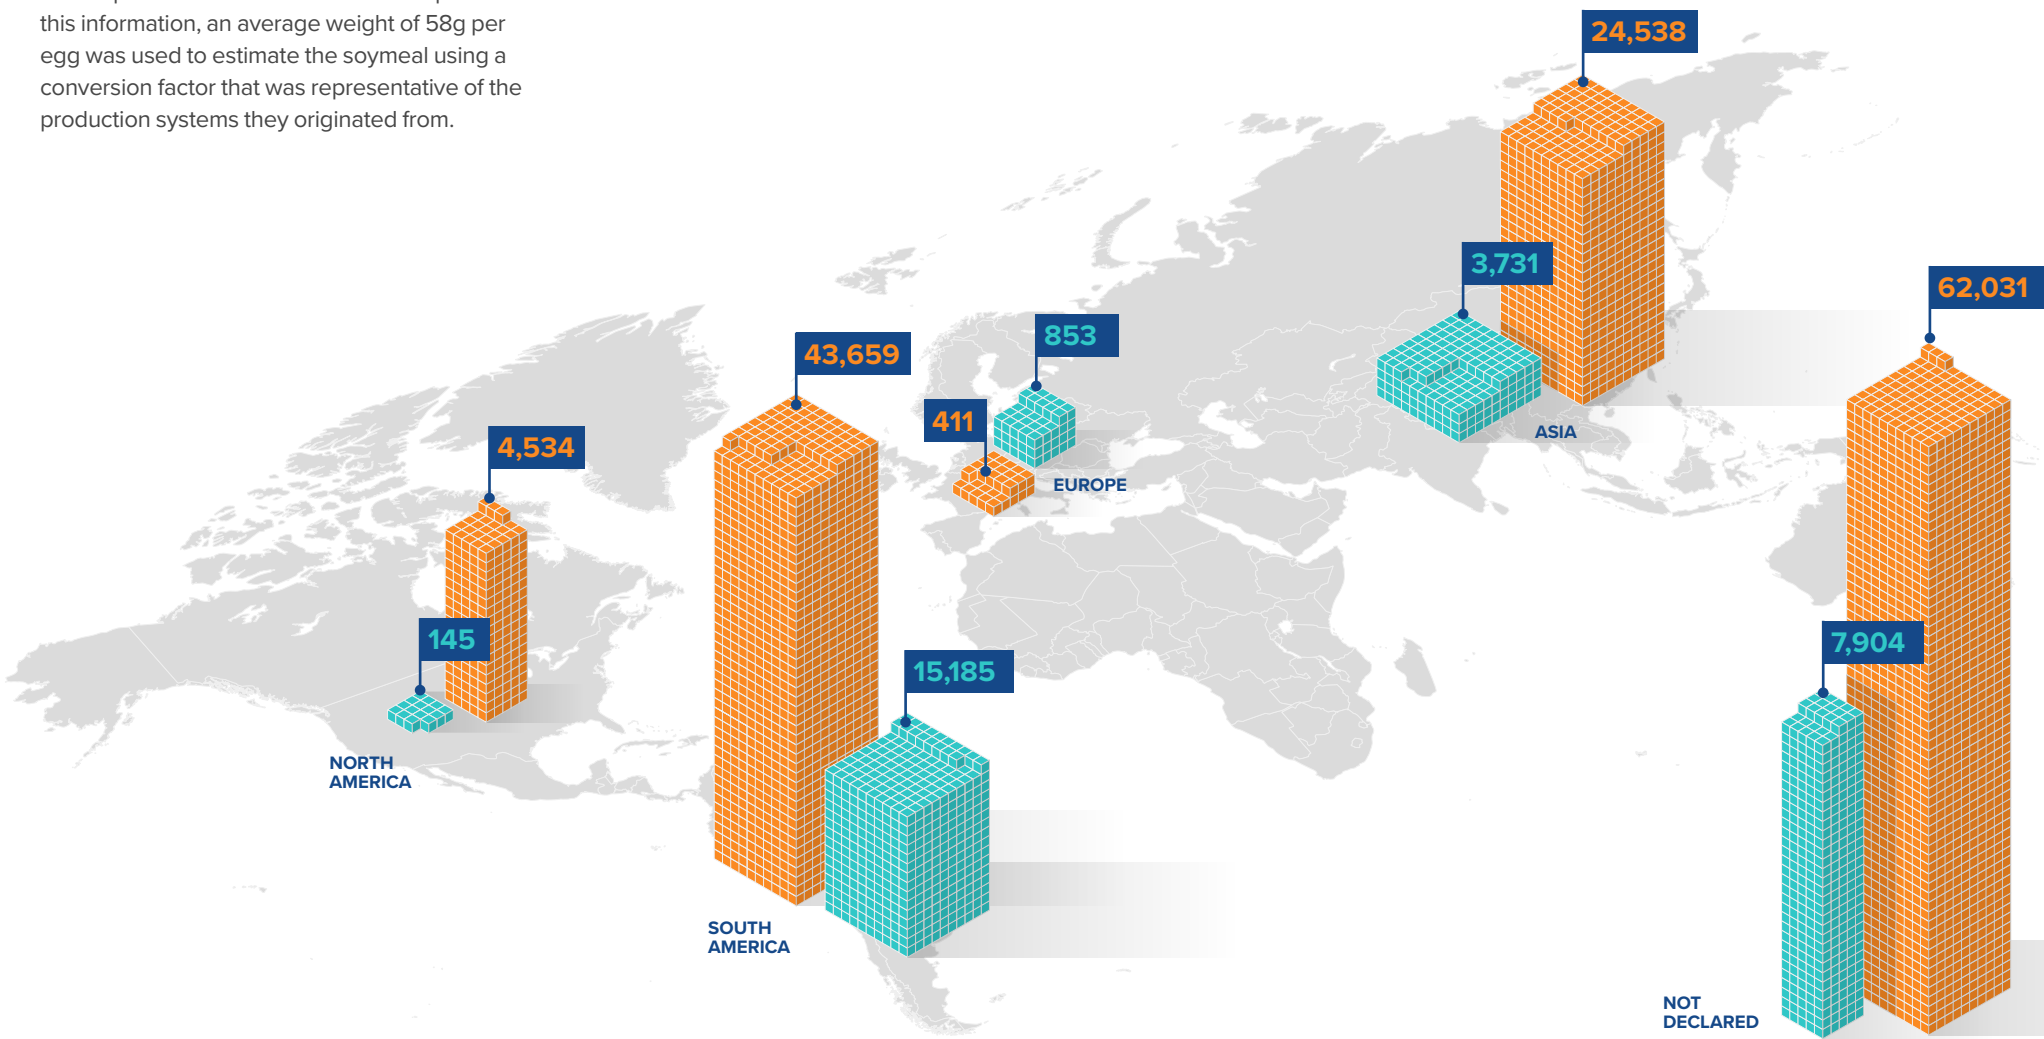 this information, an average weight of 58g per
egg was used to estimate the soymeal using a
conversion factor that was representative of the
production systems they originated from.
24,538
3,731
62,031
853
43,659
411
4,534
ASIA
EUROPE
145
7,904
15,185
NORTH
AMERICA
SOUTH
AMERICA
NOT
DECLARED